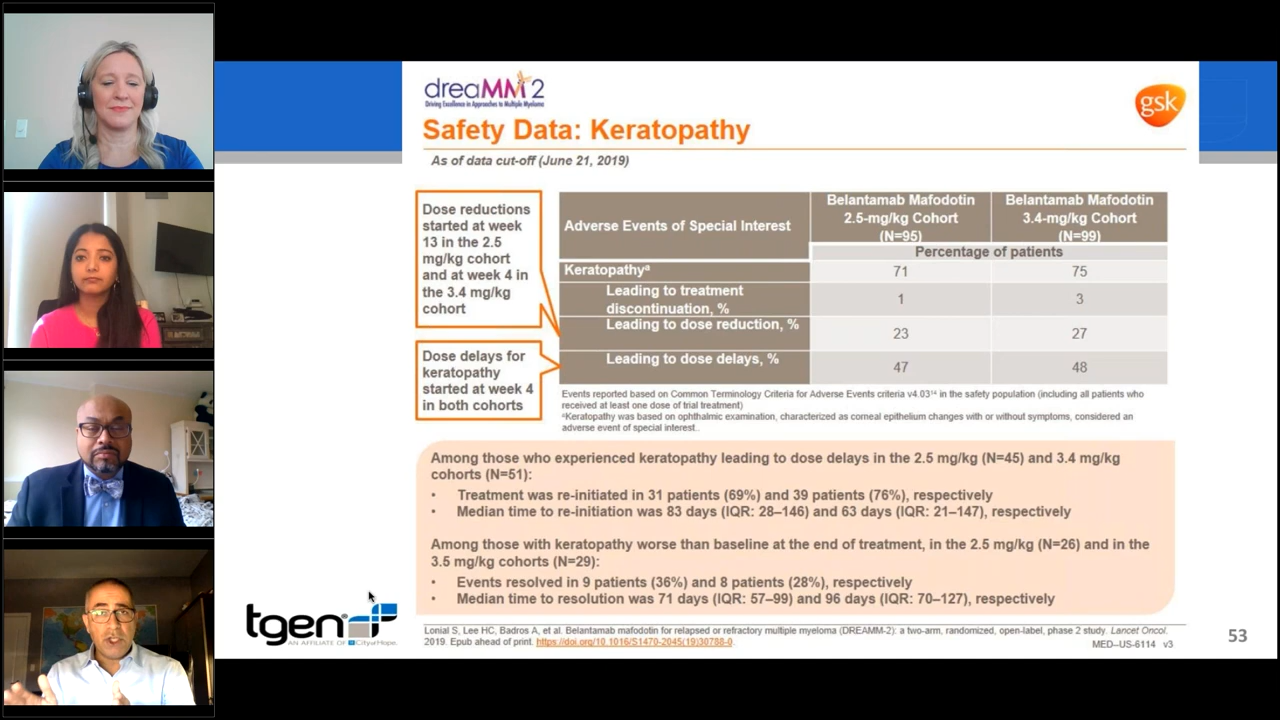 dreaMM 2
Driving Excellence in Approaches to Multiple Myeloma
gsk
Safety Data: Keratopathy
As of data cut-off (June 21, 2019)
Dose reductions
started at week
13 in the 2.5
mg/kg cohort
and at week 4 in
the 3.4 mg/kg
cohort
Dose delays for
keratopathy
started at week 4
in both cohorts
Adverse Events of Special Interest
Belantamab Mafodotin
2.5-mg/kg Cohort
(N=95)
Belantamab Mafodotin
3.4-mg/kg Cohort
(N=99)
Percentage of patients
Keratopathyª 71 75
Leading to treatment
discontinuation, % 1 3
Leading to dose reduction, % 23 27
Leading to dose delays, % 47 48
Events reported based on Common Terminology Criteria for Adverse Events criteria v4.03¹⁴ in the safety population (including all patients who
received at least one dose of trial treatment)
ªKeratopathy was based on ophthalmic examination, characterized as corneal epithelium changes with or without symptoms, considered an
adverse event of special interest..
Among those who experienced keratopathy leading to dose delays in the 2.5 mg/kg (N=45) and 3.4 mg/kg
cohorts (N=51):
• Treatment was re-initiated in 31 patients (69%) and 39 patients (76%), respectively
• Median time to re-initiation was 83 days (IQR: 28–146) and 63 days (IQR: 21–147), respectively
Among those with keratopathy worse than baseline at the end of treatment, in the 2.5 mg/kg (N=26) and in the
3.5 mg/kg cohorts (N=29):
• Events resolved in 9 patients (36%) and 8 patients (28%), respectively
• Median time to resolution was 71 days (IQR: 57–99) and 96 days (IQR: 70–127), respectively
tgen
AN AFFILIATE OF City of Hope.
Lonial S, Lee HC, Badros A, et al. Belantamab mafodotin for relapsed or refractory multiple myeloma (DREAMM-2): a two-arm, randomized, open-label, phase 2 study. Lancet Oncol.
2019. Epub ahead of print. https://doi.org/10.1016/S1470-2045(19)30788-0.
MED--US-6114 v3
53